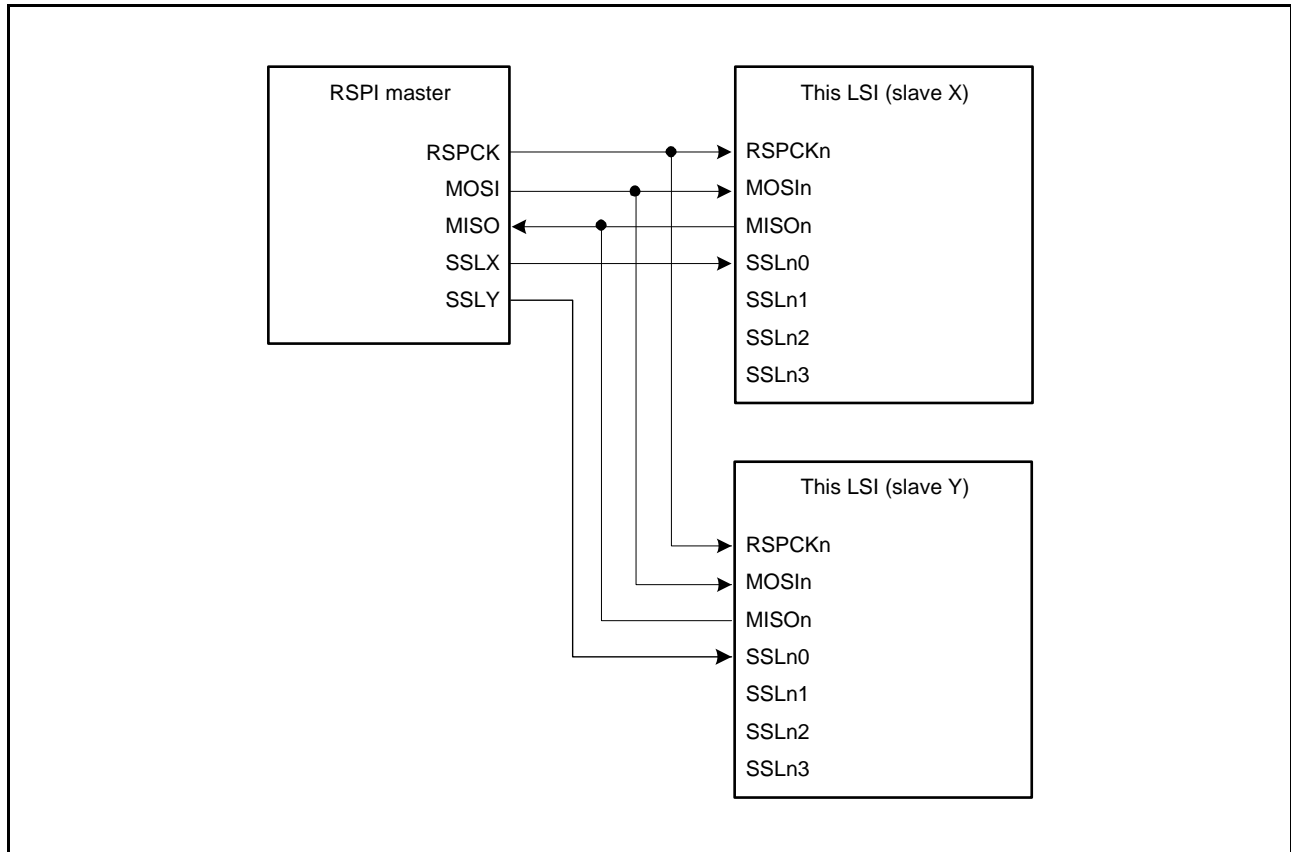 RSPI master
RSPCK
MOSI
MISO
SSLX
SSLY
This LSI (slave X)
RSPCKn
MOSIn
MISOn
SSLn0
SSLn1
SSLn2
SSLn3
This LSI (slave Y)
RSPCKn
MOSIn
MISOn
SSLn0
SSLn1
SSLn2
SSLn3